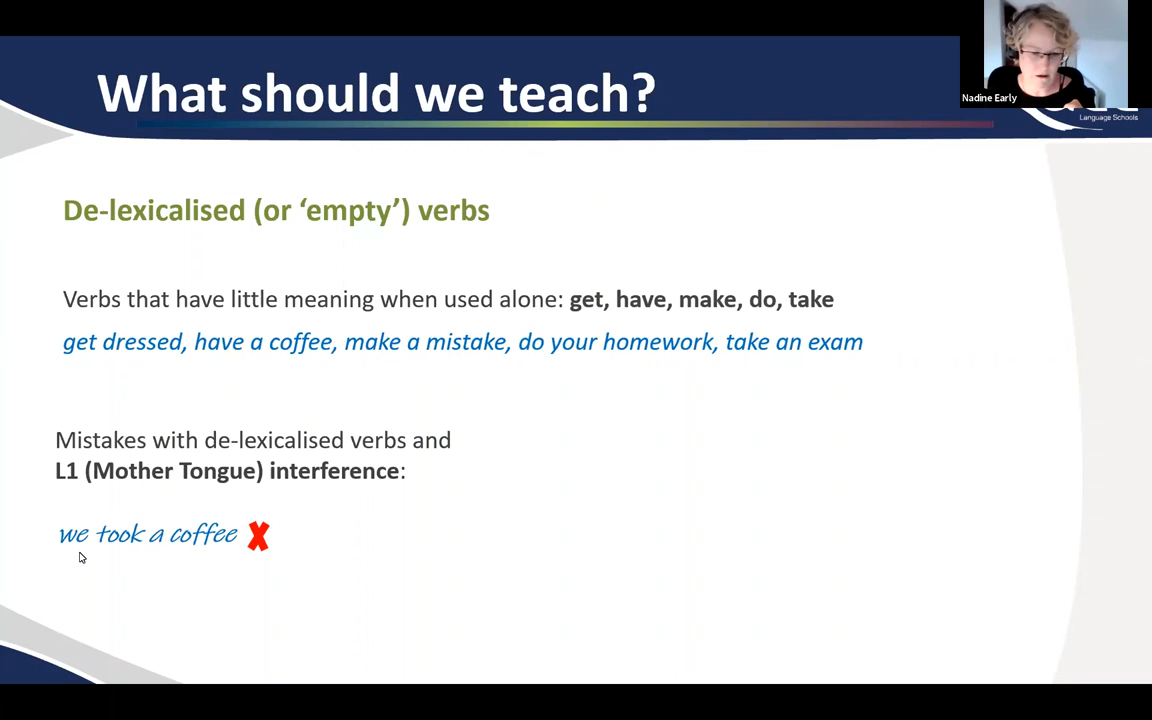 What should we teach?
Nadine Early
Language Schools
De-lexicalised (or ‘empty’) verbs
Verbs that have little meaning when used alone: get, have, make, do, take
get dressed, have a coffee, make a mistake, do your homework, take an exam
Mistakes with de-lexicalised verbs and
L1 (Mother Tongue) interference:
we took a coffee